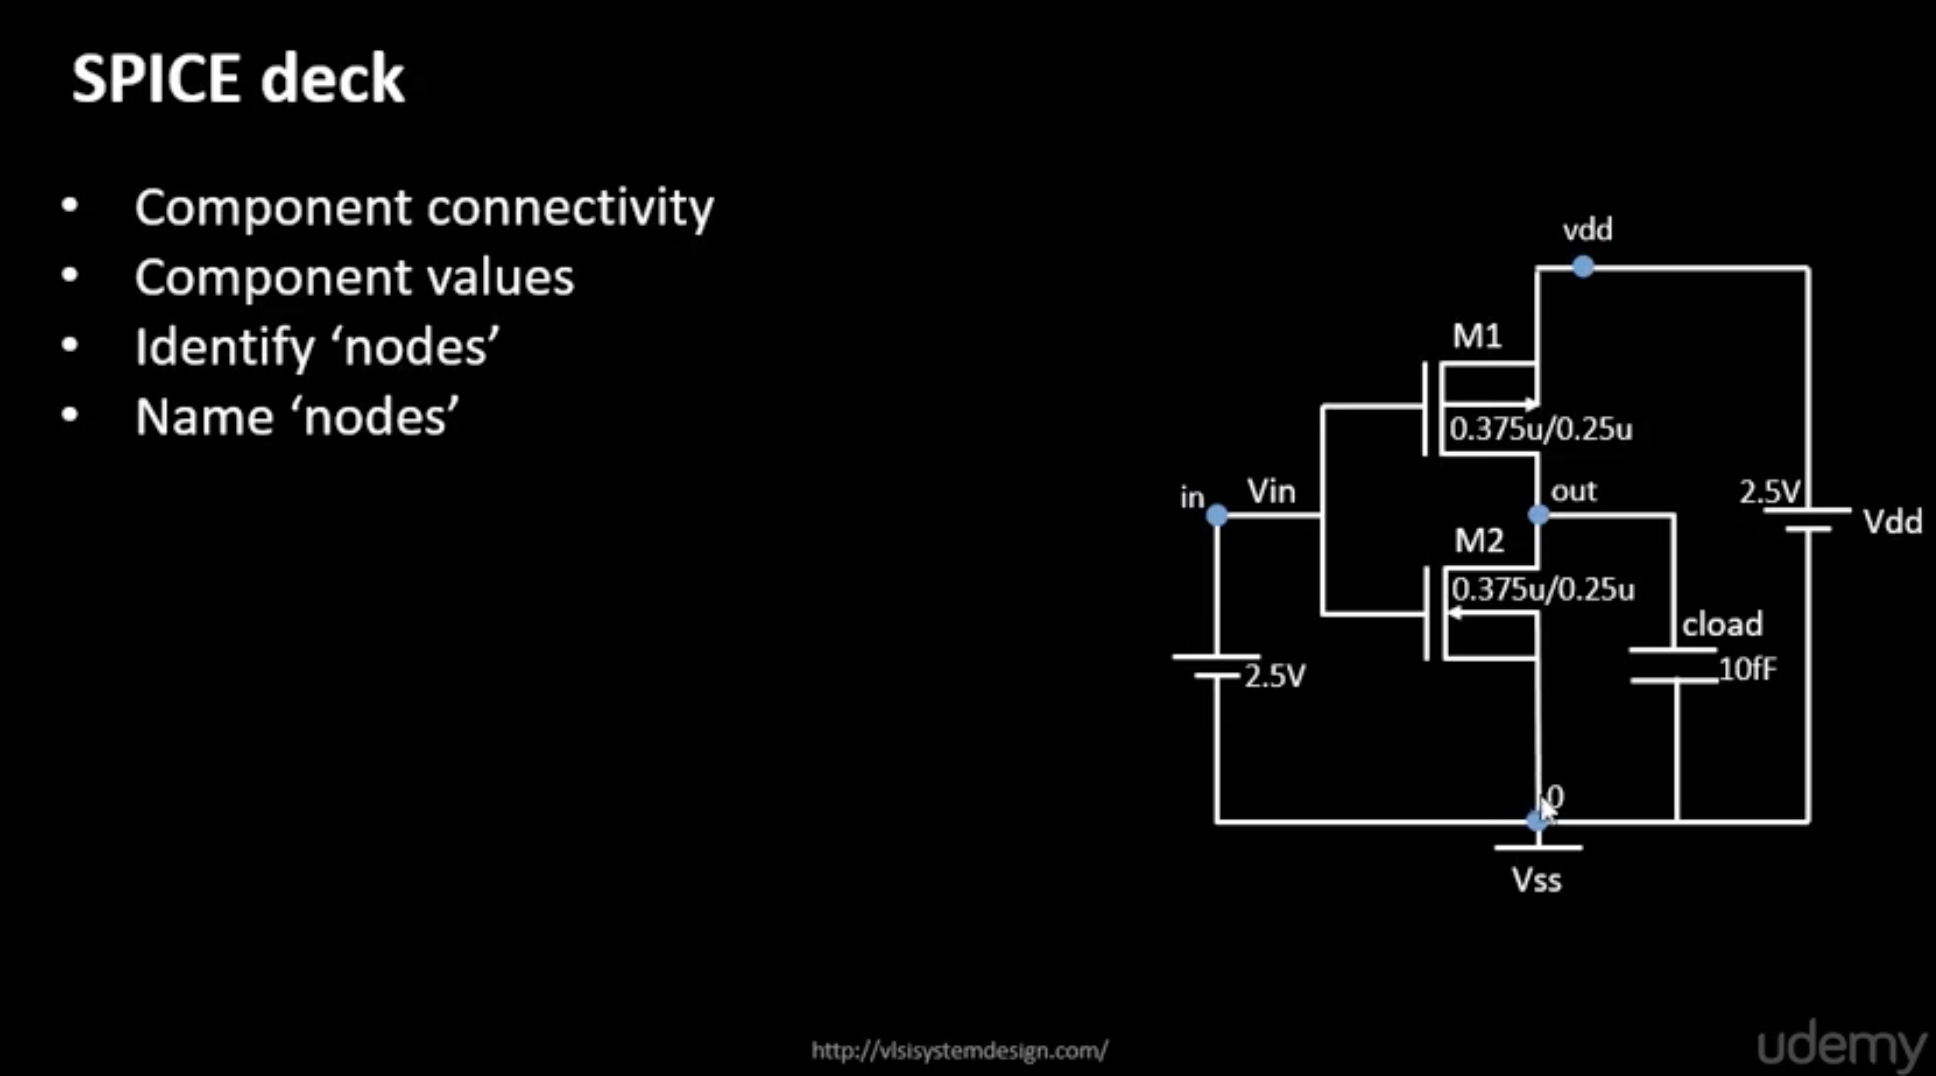 SPICE deck
• Component connectivity
• Component values
• Identify ‘nodes’
• Name ‘nodes’
vdd
M1
0.375u/0.25u
in
Vin
out
2.5V
Vdd
M2
0.375u/0.25u
cload
10fF
2.5V
0
Vss
http://vlsisystemdesign.com/
udemy